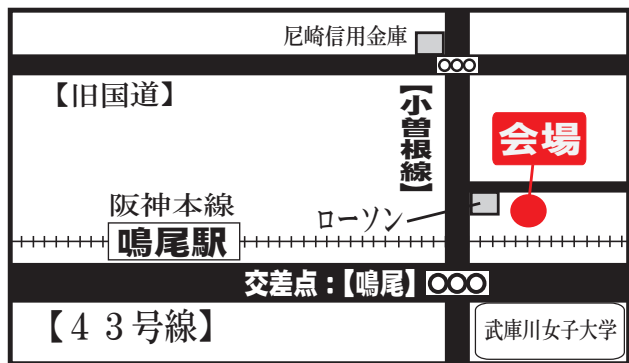 尼崎信用金庫
【旧国道】
【小曽根線】
会場
阪神本線
ローソン
鳴尾駅
交差点：【鳴尾】
【４３号線】
武庫川女子大学